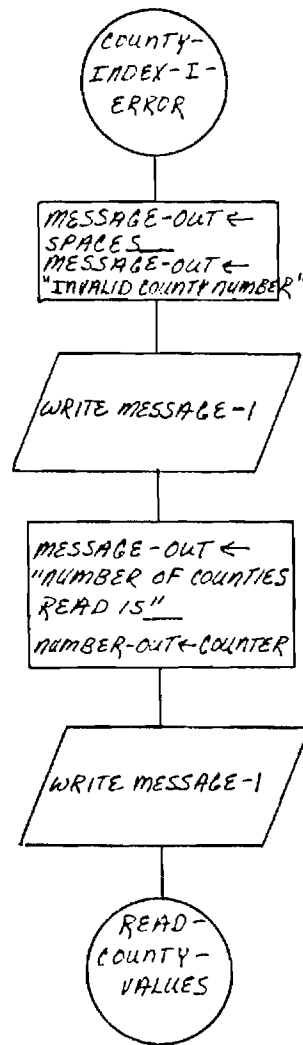 COUNTY-
INDEX-I-
ERROR
MESSAGE-OUT ←
SPACES
MESSAGE-OUT ←
"INVALID COUNTY NUMBER"
WRITE MESSAGE-1
MESSAGE-OUT ←
"NUMBER OF COUNTIES
READ IS"
NUMBER-OUT ← COUNTER
WRITE MESSAGE-1
READ-
COUNTY-
VALUES